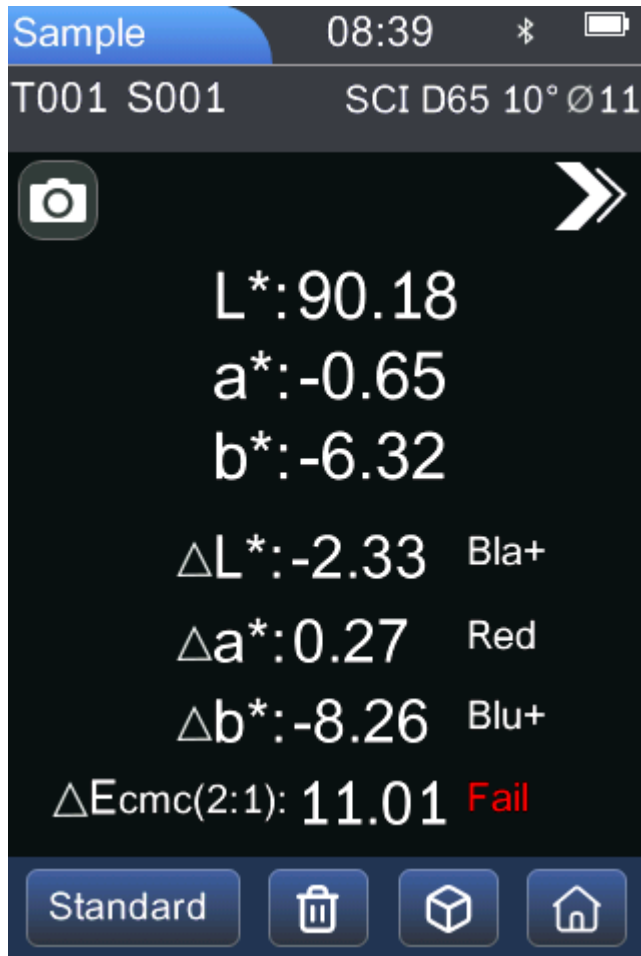 Sample 08:39
T001 S001 SCI D65 10° Ø11
L*:90.18
a*:-0.65
b*:-6.32
△L*:-2.33 Bla+
△a*:0.27 Red
△b*:-8.26 Blu+
△Ecmc(2:1): 11.01 Fail
Standard